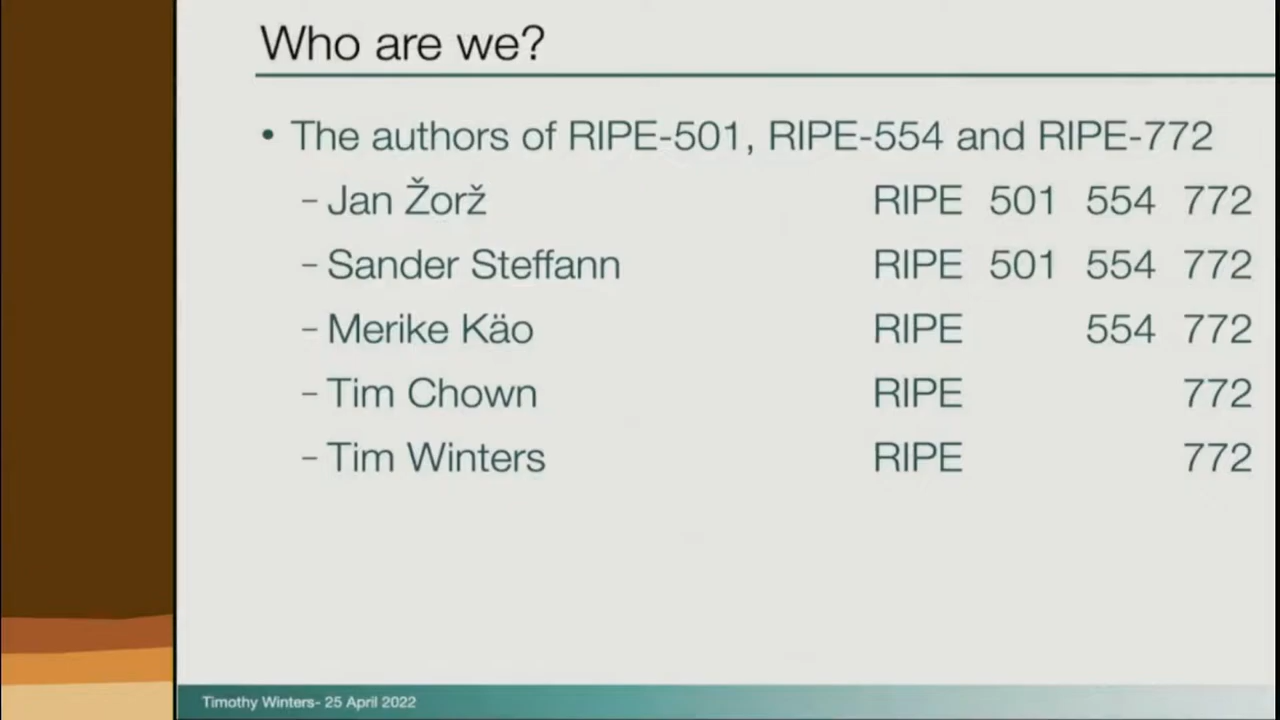 Who are we?
• The authors of RIPE-501, RIPE-554 and RIPE-772
– Jan Žorž RIPE 501 554 772
– Sander Steffann RIPE 501 554 772
– Merike Käo RIPE 554 772
– Tim Chown RIPE 772
– Tim Winters RIPE 772
Timothy Winters- 25 April 2022